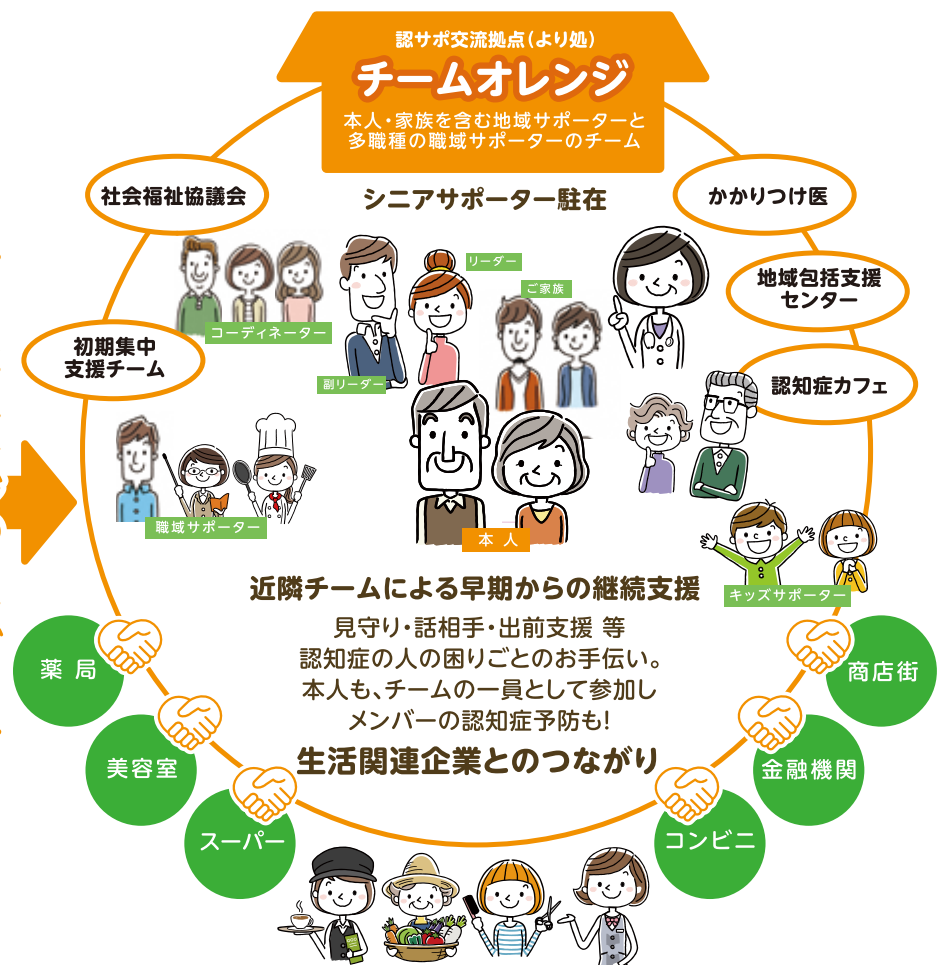 認サポ交流拠点（より処）
チームオレンジ
本人・家族を含む地域サポーターと
多職種の職域サポーターのチーム
社会福祉協議会
シニアサポーター駐在
かかりつけ医
リーダー
地域包括支援
センター
ご家族
コーディネーター
初期集中
支援チーム
副リーダー
認知症カフェ
職域サポーター
本 人
近隣チームによる早期からの継続支援
キッズサポーター
見守り・話相手・出前支援 等
認知症の人の困りごとのお手伝い。
本人も、チームの一員として参加し
メンバーの認知症予防も!
生活関連企業とのつながり
薬 局
美容室
スーパー
商店街
金融機関
コンビニ